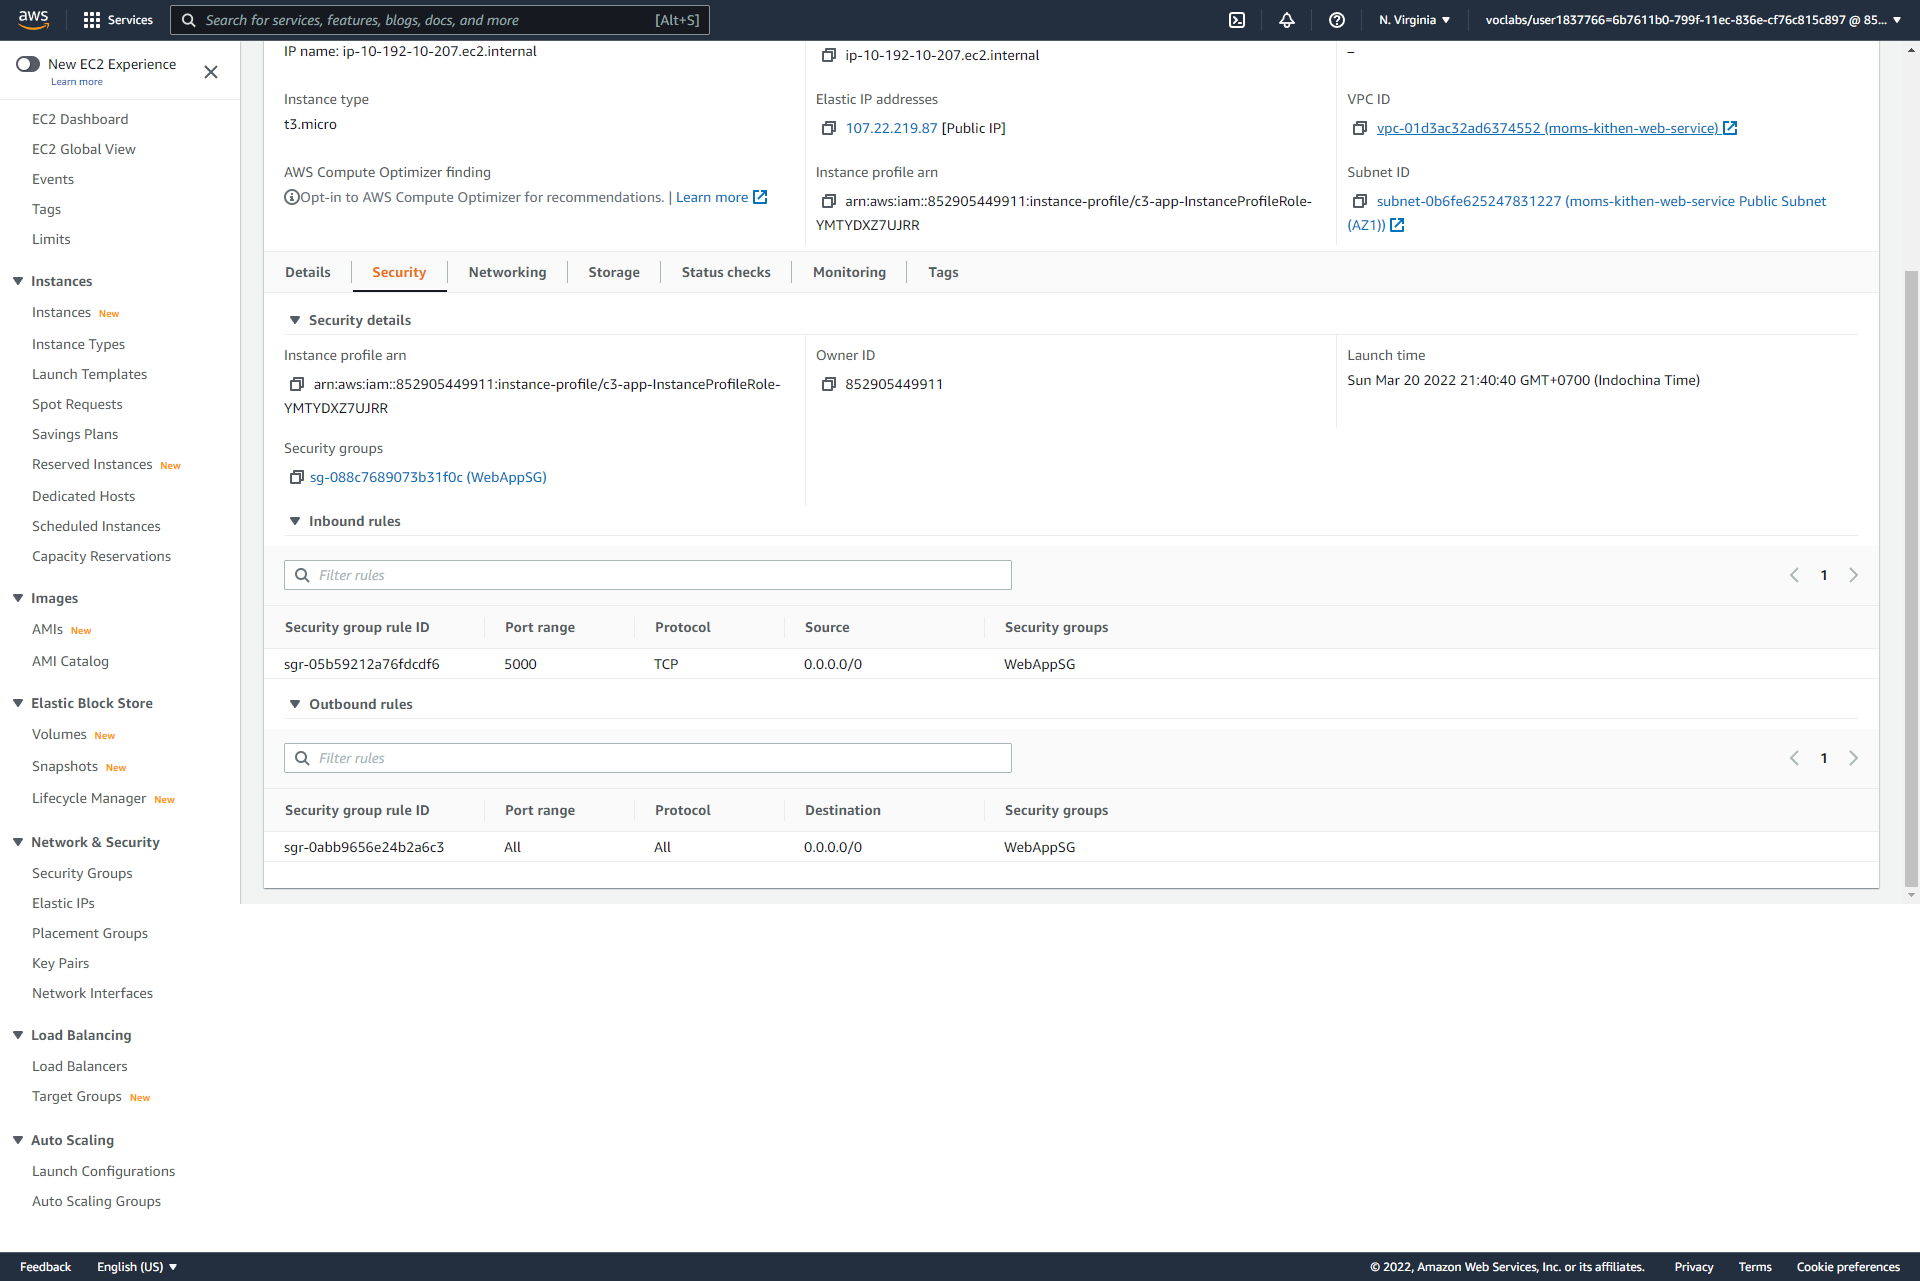 aws
Services
Search for services, features, blogs, docs, and more
[Alt+S]
N. Virginia
voclabs/user1837766=6b7611b0-799f-11ec-836e-cf76c815c897 @ 85...
New EC2 Experience
Learn more
EC2 Dashboard
EC2 Global View
Events
Tags
Limits
Instances
Instances New
Instance Types
Launch Templates
Spot Requests
Savings Plans
Reserved Instances New
Dedicated Hosts
Scheduled Instances
Capacity Reservations
Images
AMIs New
AMI Catalog
Elastic Block Store
Volumes New
Snapshots New
Lifecycle Manager New
Network & Security
Security Groups
Elastic IPs
Placement Groups
Key Pairs
Network Interfaces
Load Balancing
Load Balancers
Target Groups New
Auto Scaling
Launch Configurations
Auto Scaling Groups
IP name: ip-10-192-10-207.ec2.internal
ip-10-192-10-207.ec2.internal
–
Instance type
t3.micro
Elastic IP addresses
107.22.219.87 [Public IP]
VPC ID
vpc-01d3ac32ad6374552 (moms-kithen-web-service)
AWS Compute Optimizer finding
Opt-in to AWS Compute Optimizer for recommendations. | Learn more
Instance profile arn
arn:aws:iam::852905449911:instance-profile/c3-app-InstanceProfileRole-
YMTYDXZ7UJRR
Subnet ID
subnet-0b6fe625247831227 (moms-kithen-web-service Public Subnet
(AZ1))
Details
Security
Networking
Storage
Status checks
Monitoring
Tags
Security details
Instance profile arn
arn:aws:iam::852905449911:instance-profile/c3-app-InstanceProfileRole-
YMTYDXZ7UJRR
Owner ID
852905449911
Launch time
Sun Mar 20 2022 21:40:40 GMT+0700 (Indochina Time)
Security groups
sg-088c7689073b31f0c (WebAppSG)
Inbound rules
Filter rules
1
Security group rule ID Port range Protocol Source Security groups
sgr-05b59212a76fdcdf6 5000 TCP 0.0.0.0/0 WebAppSG
Outbound rules
Filter rules
1
Security group rule ID Port range Protocol Destination Security groups
sgr-0abb9656e24b2a6c3 All All 0.0.0.0/0 WebAppSG
Feedback
English (US)
© 2022, Amazon Web Services, Inc. or its affiliates.
Privacy
Terms
Cookie preferences